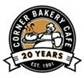 CORNER BAKERY CAFE
20 YEARS
EST. 1991